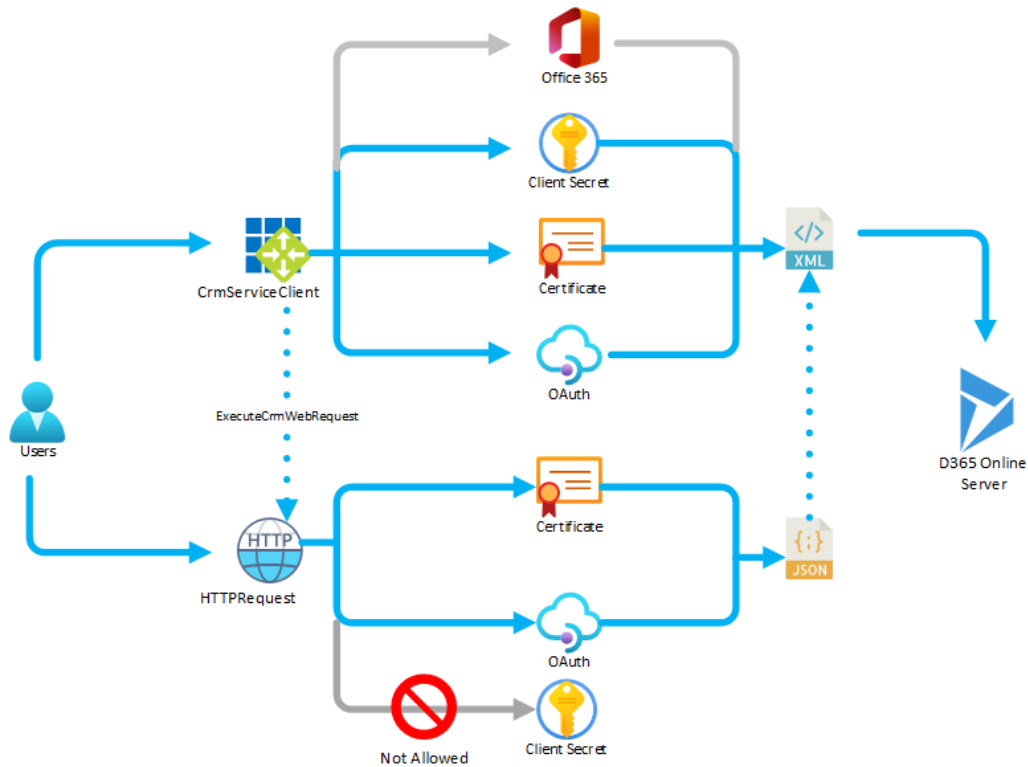 Office 365
Client Secret
</>
XML
CrmServiceClient
Certificate
OAuth
ExecuteCrmWebRequest
Users
D365 Online
Server
Certificate
HTTP
{;}
JSON
HTTPRequest
OAuth
Not Allowed
Client Secret